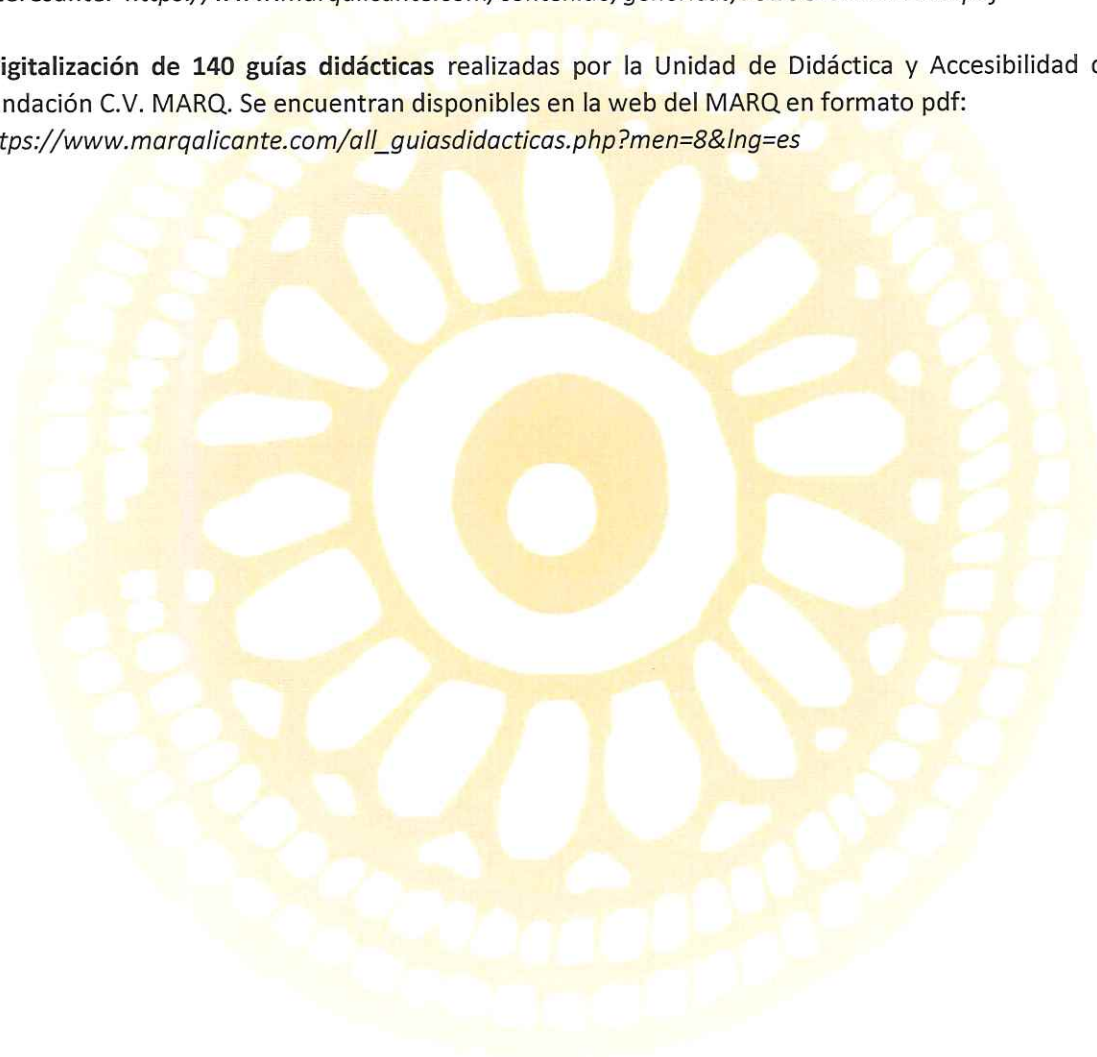 igitalización de 140 guías didácticas realizadas por la Unidad de Didáctica y Accesibilidad d
ndación C.V. MARQ. Se encuentran disponibles en la web del MARQ en formato pdf:
tps://www.marqalicante.com/all_guiasdidacticas.php?men=8&lng=es